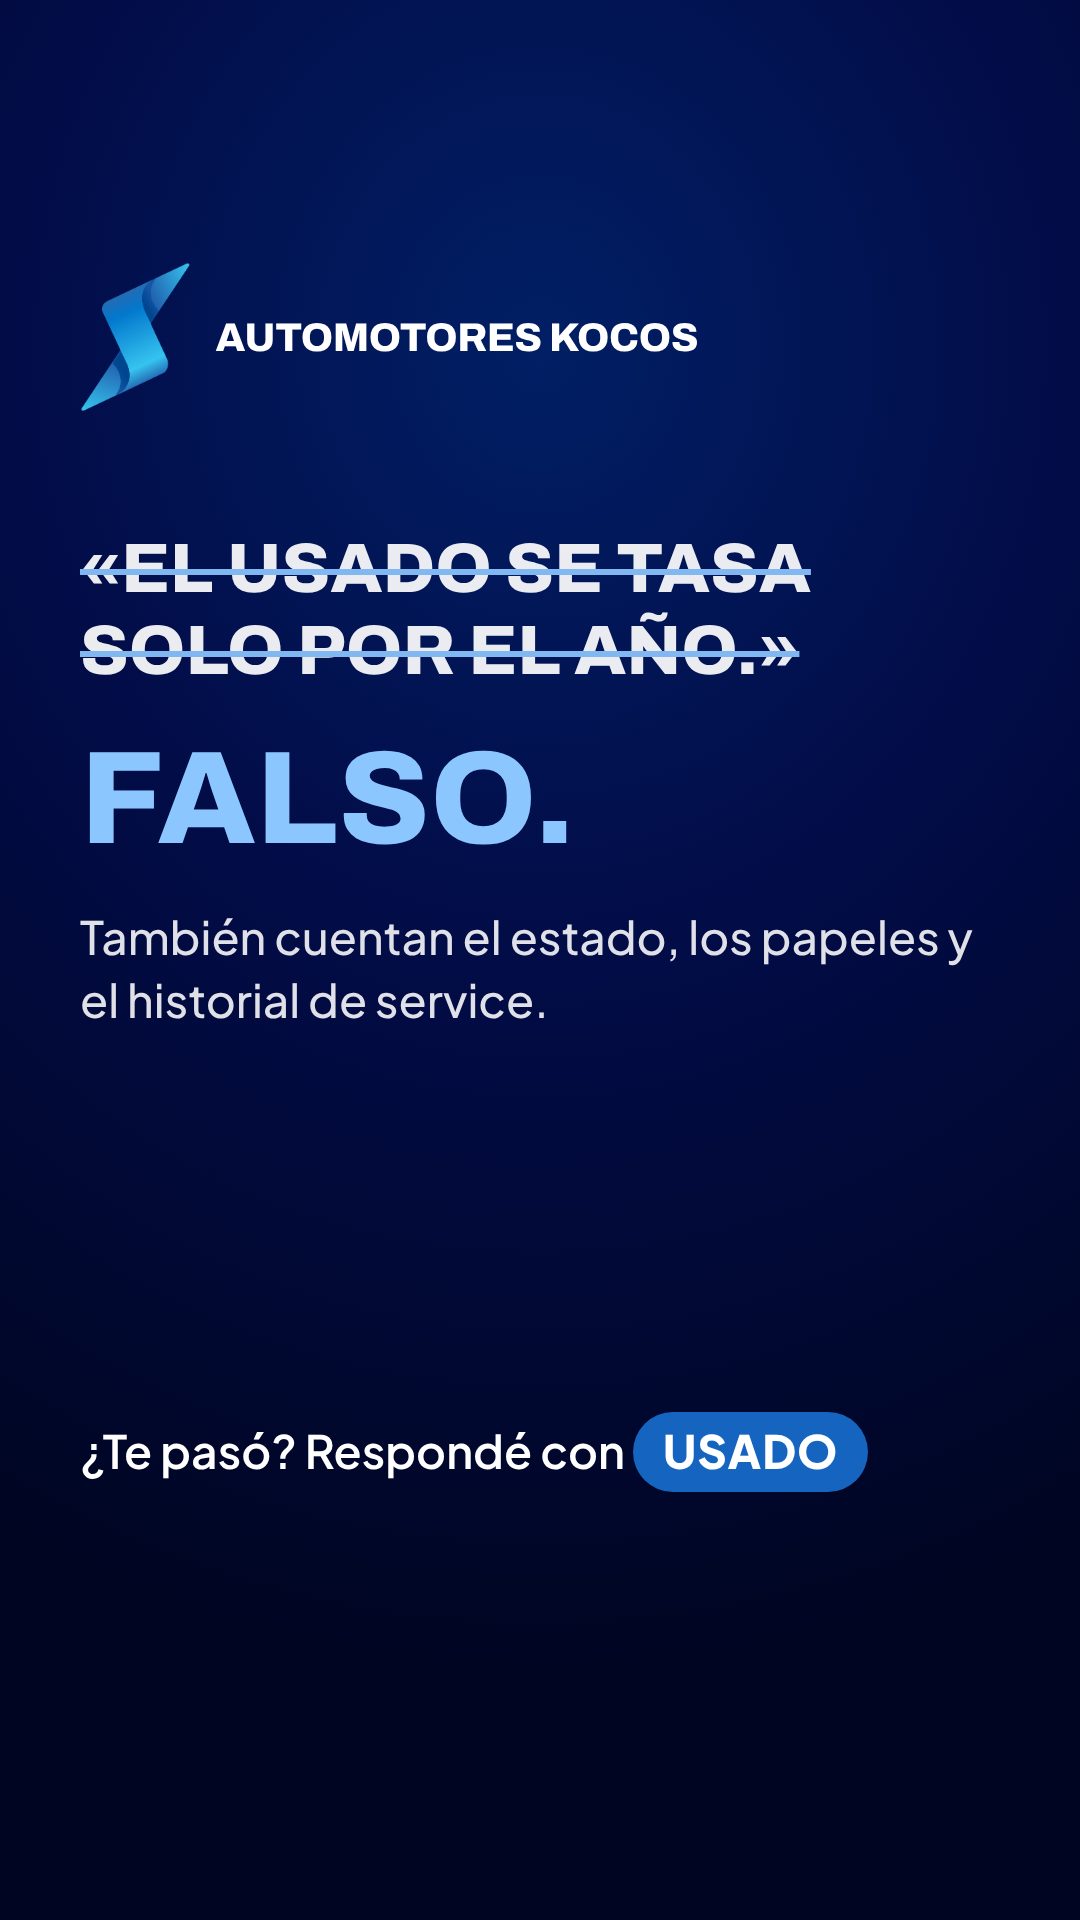 AUTOMOTORES KOCOS
«EL USADO SE TASA
SOLO POR EL AÑO.»
FALSO.
También cuentan el estado, los papeles y
el historial de service.
¿Te pasó? Respondé con USADO